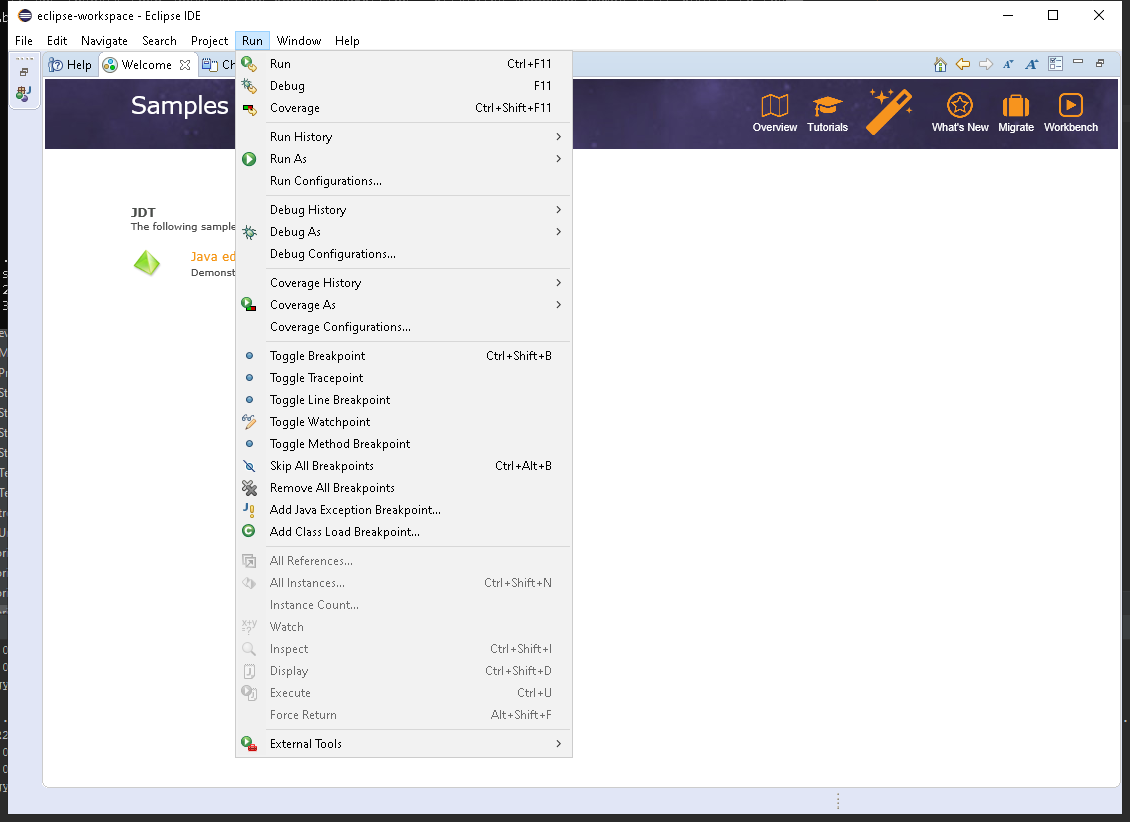 eclipse-workspace - Eclipse IDE
File Edit Navigate Search Project Run Window Help
Help Welcome Ch
Samples
Overview Tutorials What's New Migrate Workbench
JDT
The following sample
Java ed
Demonst
Run Ctrl+F11
Debug F11
Coverage Ctrl+Shift+F11
Run History
Run As
Run Configurations...
Debug History
Debug As
Debug Configurations...
Coverage History
Coverage As
Coverage Configurations...
Toggle Breakpoint Ctrl+Shift+B
Toggle Tracepoint
Toggle Line Breakpoint
Toggle Watchpoint
Toggle Method Breakpoint
Skip All Breakpoints Ctrl+Alt+B
Remove All Breakpoints
Add Java Exception Breakpoint...
Add Class Load Breakpoint...
All References...
All Instances... Ctrl+Shift+N
Instance Count...
Watch
Inspect Ctrl+Shift+I
Display Ctrl+Shift+D
Execute Ctrl+U
Force Return Alt+Shift+F
External Tools